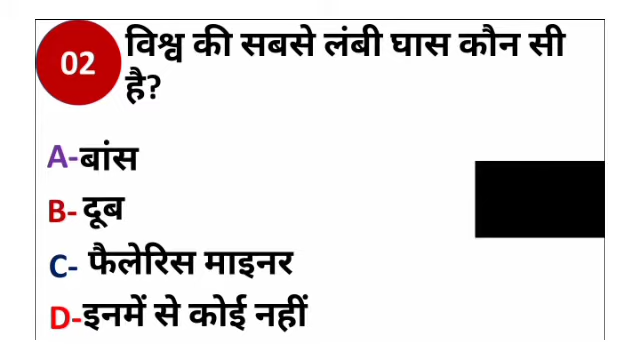 02
विश्व की सबसे लंबी घास कौन सी
है?
A-बांस
B- दूब
C- फैलेरिस माइनर
D-इनमें से कोई नहीं